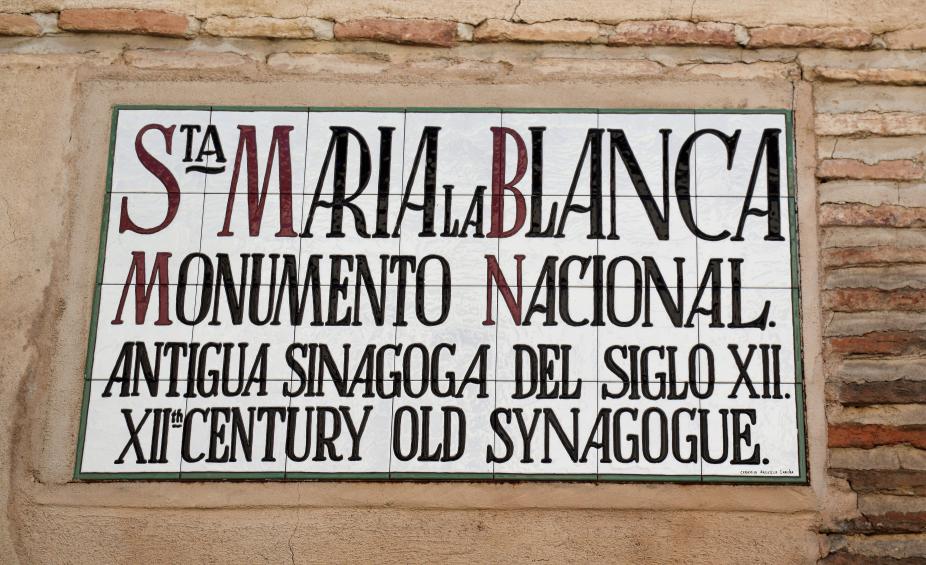 STA MARIA LA BLANCA
MONUMENTO NACIONAL.
ANTIGUA SINAGOGA DEL SIGLO XII.
XIIth CENTURY OLD SYNAGOGUE.